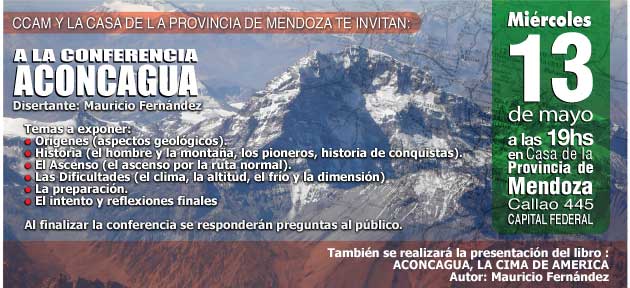 CCAM Y LA CASA DE L A PROVINCIA DE MENDOZA TE INVITAN:
A LA CONFERENCIA
ACONCAGUA
Disertante: Mauricio Fernández
Temas a exponer:
Orígenes (aspectos geológicos).
Historia (el hombre y la montaña, los pioneros, historia de conquistas).
El Ascenso (el ascenso por la ruta normal).
Las Dificultades (el clima, la altitud, el frío y la dimensión)
La preparación.
El intento y reflexiones finales
Al finalizar la conferencia se responderán preguntas al público.
Miércoles
13
de mayo
a las 19hs
en Casa de la
Provincia de
Mendoza
Callao 445
CAPITAL FEDERAL
También se realizará la presentación del libro :
ACONCAGUA, LA CIMA DE AMERICA
Autor: Mauricio Fernández